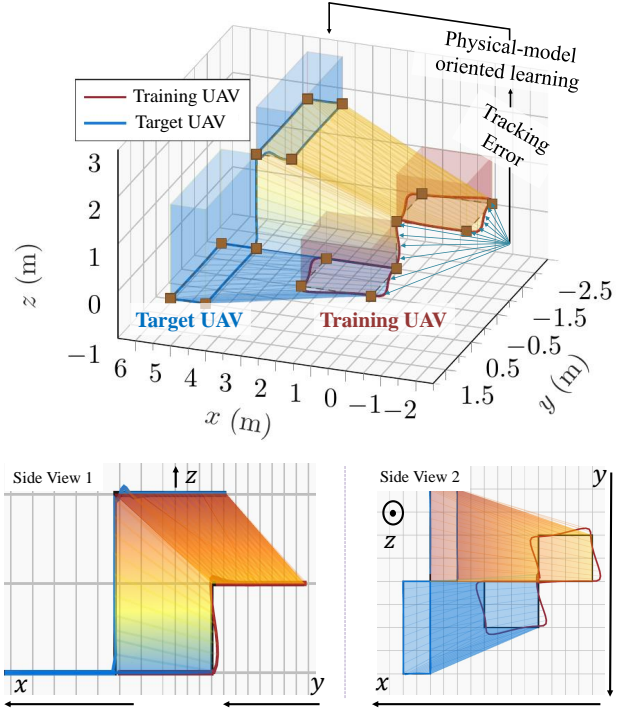 Physical-model
oriented learning
Training UAV
Target UAV
Tracking
Error
3
2
1
0
−1
z (m)
Target UAV
Training UAV
6
5
4
3
2
1
0
−1
−2
x (m)
−2.5
−1.5
−0.5
0.5
1.5
y (m)
Side View 1
z
x
y
Side View 2
y
z
x